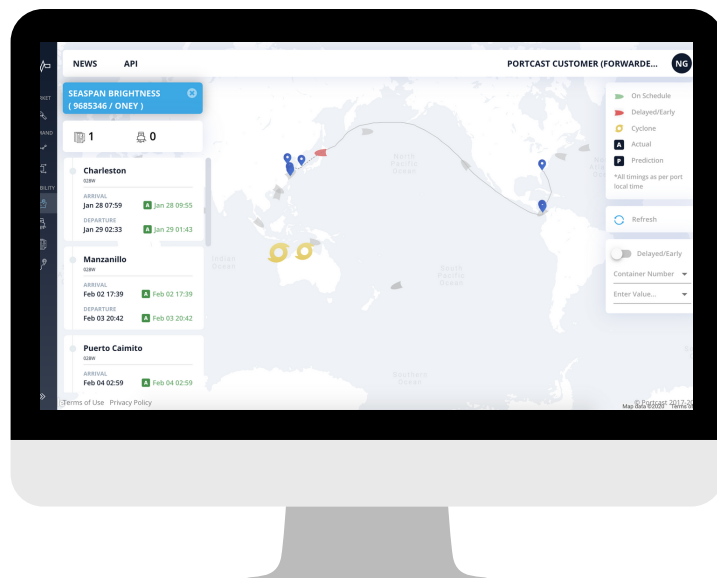 NEWS API PORTCAST CUSTOMER (FORWARDE... NG
SEASPAN BRIGHTNESS
( 9685346 / ONEY )
1 0
Charleston
028W
ARRIVAL
Jan 28 07:59 A Jan 28 09:55
DEPARTURE
Jan 29 02:33 A Jan 29 01:43
Manzanillo
028W
ARRIVAL
Feb 02 17:39 A Feb 02 17:39
DEPARTURE
Feb 03 20:42 A Feb 03 20:42
Puerto Caimito
028W
ARRIVAL
Feb 04 02:59 A Feb 04 02:59
Terms of Use Privacy Policy
North
Pacific
Ocean
Indian
Ocean
South
Pacific
Ocean
Southern
Ocean
On Schedule
Delayed/Early
Cyclone
A Actual
P Prediction
*All timings as per port
local time
Refresh
Delayed/Early
Container Number
Enter Value...
© Portcast 2017-20
Map data ©2020 Terms of